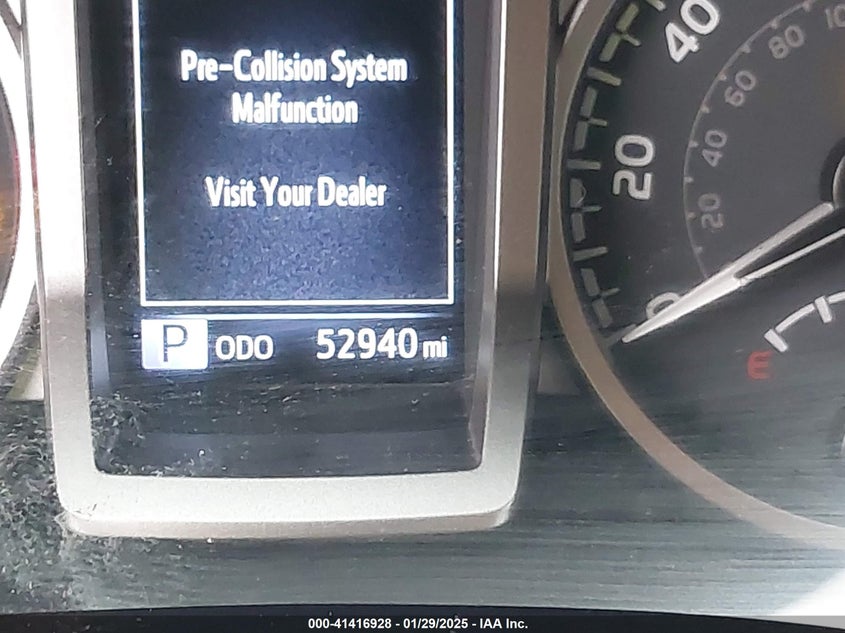 Pre-Collision System
Malfunction
Visit Your Dealer
P ODO 52940 mi
40
20
0
80
60
40
20
E
000-41416928 - 01/29/2025 - IAA Inc.